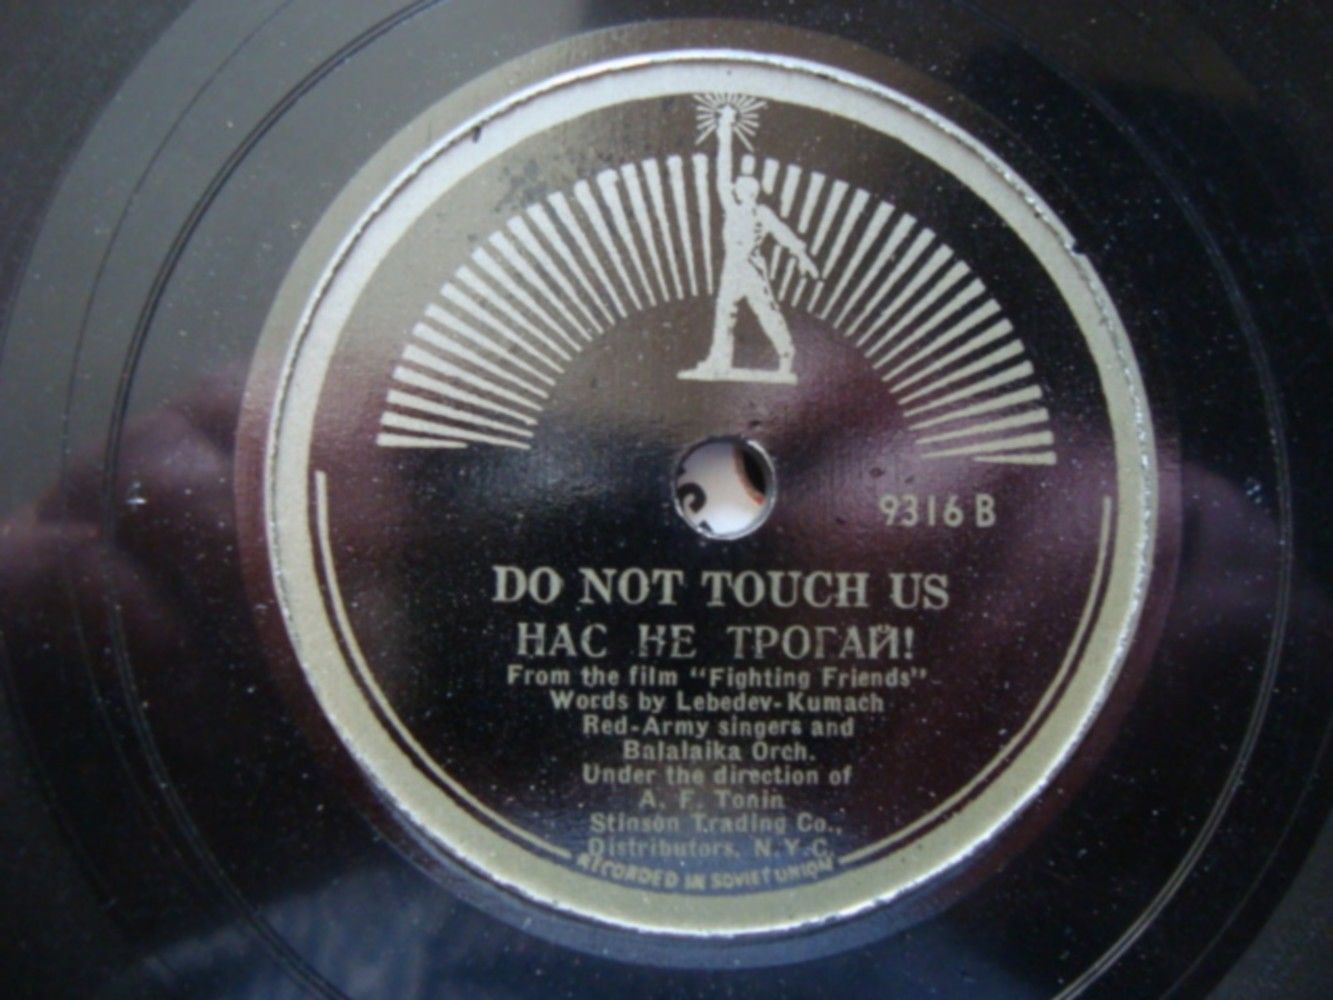 9316 B
DO NOT TOUCH US
НАС НЕ ТРОГАЙ!
From the film "Fighting Friends"
Words by Lebedev-Kumach
Red-Army singers and
Balalaika Orch.
Under the direction of
A. F. Tonin
Stinson Trading Co.,
Distributors, N.Y.C.
RECORDED IN SOVIET UNION